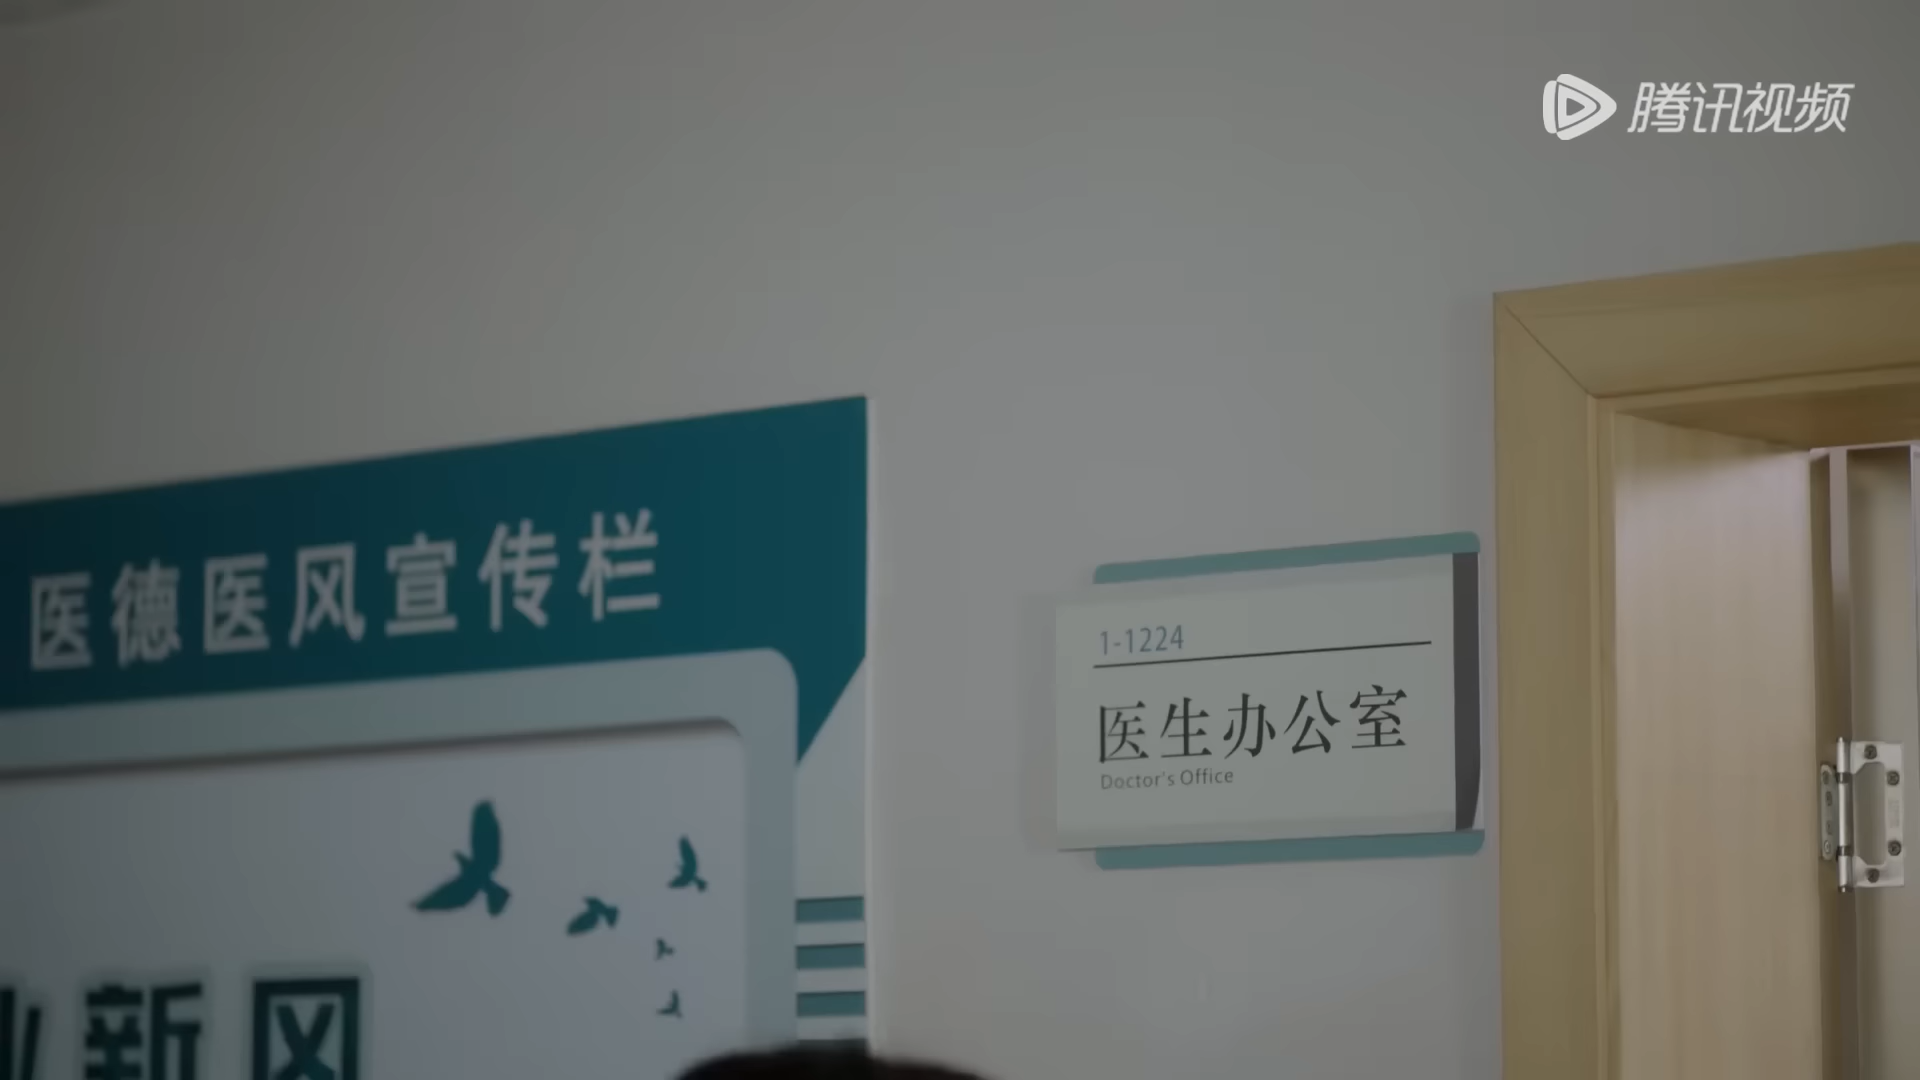 腾讯视频
医德医风宣传栏
1-1224
医生办公室
Doctor's Office
新风